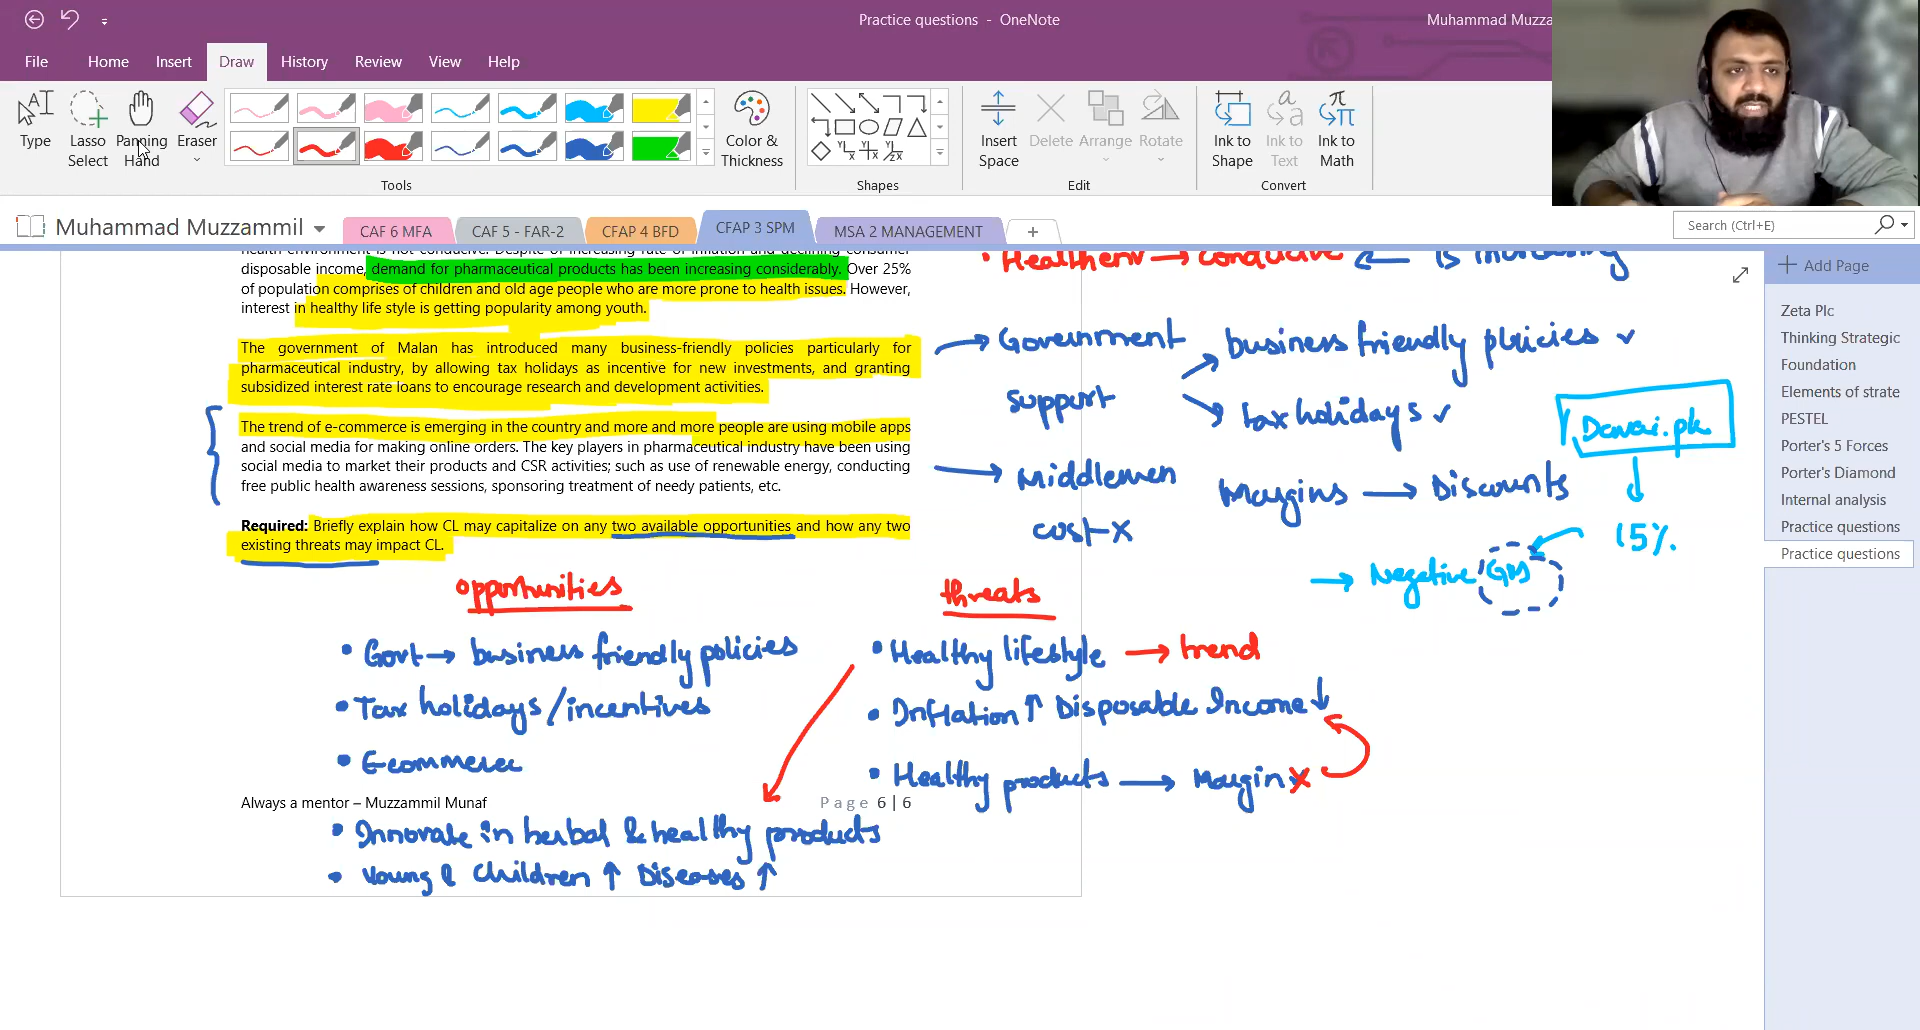 Practice questions - OneNote
Muhammad Muzza
File Home Insert Draw History Review View Help
Type
Lasso Select
Panning Hand
Eraser
Color & Thickness
Insert Space
Delete
Arrange
Rotate
Ink to Shape
Ink to Text
Ink to Math
Tools
Shapes
Edit
Convert
Muhammad Muzzammil
CAF 6 MFA
CAF 5 - FAR-2
CFAP 4 BFD
CFAP 3 SPM
MSA 2 MANAGEMENT
Search (Ctrl+E)
Add Page
Zeta Plc
Thinking Strategic
Foundation
Elements of strate
PESTEL
Porter's 5 Forces
Porter's Diamond
Internal analysis
Practice questions
Practice questions
disposable income, demand for pharmaceutical products has been increasing considerably. Over 25%
of population comprises of children and old age people who are more prone to health issues. However,
interest in healthy life style is getting popularity among youth.
The government of Malan has introduced many business-friendly policies particularly for
pharmaceutical industry, by allowing tax holidays as incentive for new investments, and granting
subsidized interest rate loans to encourage research and development activities.
The trend of e-commerce is emerging in the country and more and more people are using mobile apps
and social media for making online orders. The key players in pharmaceutical industry have been using
social media to market their products and CSR activities; such as use of renewable energy, conducting
free public health awareness sessions, sponsoring treatment of needy patients, etc.
Required: Briefly explain how CL may capitalize on any two available opportunities and how any two
existing threats may impact CL.
→ Government support
business friendly plricies ✓
tax holidays ✓
→ Middlemen cost x
Margins → Discounts
Davai.pk
15%
→ Negative
opportunities
• Govt → business friendly policies
• Tax holidays/incentives
• E-commerec
• Innovate in herbal & healthy products
• Young & Children ↑ Diseases ↑
threats
• Healthy lifestyle → trend
• Inflation ↑ Disposable Income ↓
• Healthy products → Margin x
Always a mentor – Muzzammil Munaf
Page 6 | 6